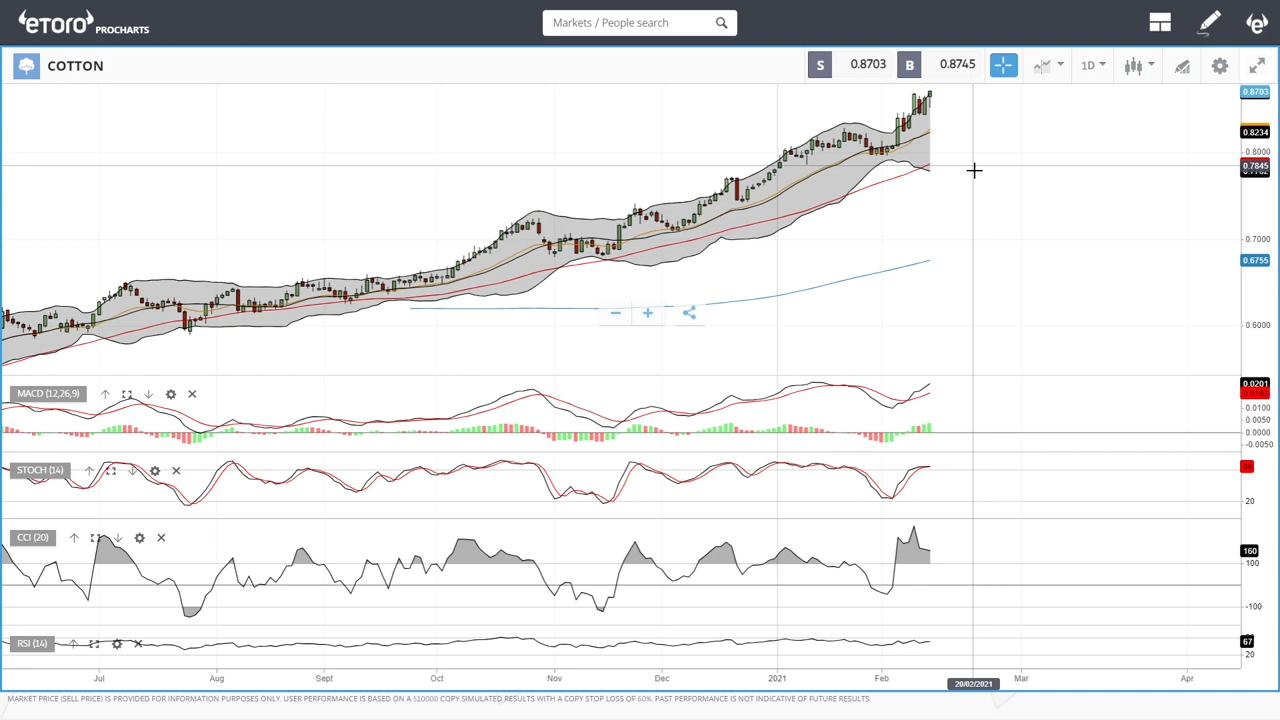 eTORO PROCHARTS
Markets / People search
COTTON
S 0.8703 B 0.8745
1D
0.8703
0.8234
0.8000
0.7845
0.7000
0.6755
0.6000
MACD (12,26,9)
0.0201
0.0100
0.0050
0.0000
-0.0050
STOCH (14)
20
CCI (20)
160
100
-100
RSI (14)
67
20
Jul Aug Sept Oct Nov Dec 2021 Feb Mar Apr
20/02/2021
MARKET PRICE (SELL PRICE) IS PROVIDED FOR INFORMATION PURPOSES ONLY. USER PERFORMANCE IS BASED ON A $10000 COPY SIMULATED RESULTS WITH A COPY STOP LOSS OF 60%. PAST PERFORMANCE IS NOT INDICATIVE OF FUTURE RESULTS.